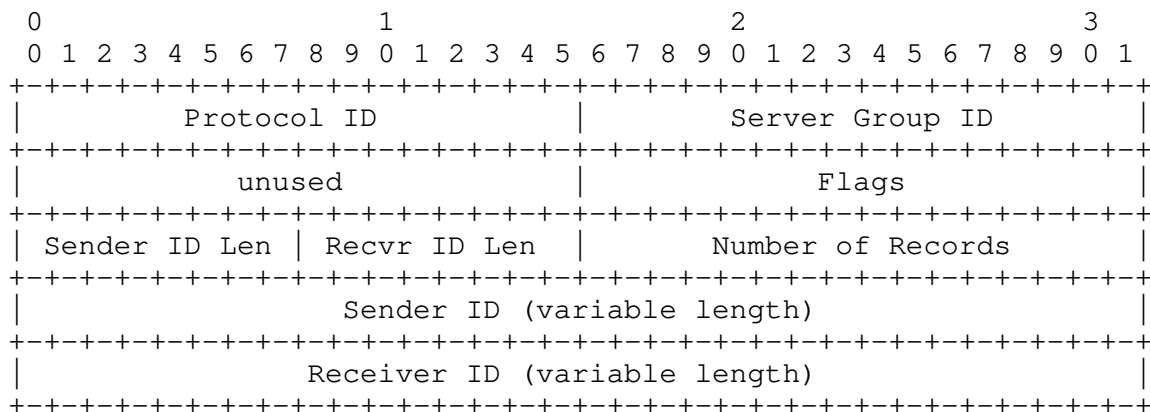 0                   1                   2                   3
 0 1 2 3 4 5 6 7 8 9 0 1 2 3 4 5 6 7 8 9 0 1 2 3 4 5 6 7 8 9 0 1
+-+-+-+-+-+-+-+-+-+-+-+-+-+-+-+-+-+-+-+-+-+-+-+-+-+-+-+-+-+-+-+-+
|         Protocol ID           |        Server Group ID        |
+-+-+-+-+-+-+-+-+-+-+-+-+-+-+-+-+-+-+-+-+-+-+-+-+-+-+-+-+-+-+-+-+
|            unused             |             Flags             |
+-+-+-+-+-+-+-+-+-+-+-+-+-+-+-+-+-+-+-+-+-+-+-+-+-+-+-+-+-+-+-+-+
| Sender ID Len | Recvr ID Len  |       Number of Records       |
+-+-+-+-+-+-+-+-+-+-+-+-+-+-+-+-+-+-+-+-+-+-+-+-+-+-+-+-+-+-+-+-+
|                  Sender ID (variable length)                  |
+-+-+-+-+-+-+-+-+-+-+-+-+-+-+-+-+-+-+-+-+-+-+-+-+-+-+-+-+-+-+-+-+
|                Receiver ID (variable length)                  |
+-+-+-+-+-+-+-+-+-+-+-+-+-+-+-+-+-+-+-+-+-+-+-+-+-+-+-+-+-+-+-+-+